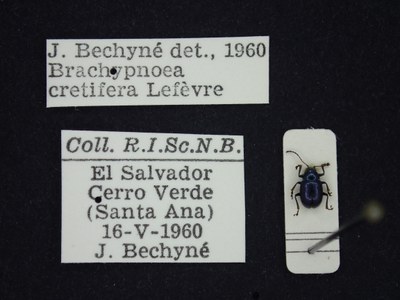 J. Bechyné det., 1960
Brachypnoea
cretifera Lefèvre
Coll. R.I.Sc.N.B.
El Salvador
Cerro Verde
(Santa Ana)
16-V-1960
J. Bechyné